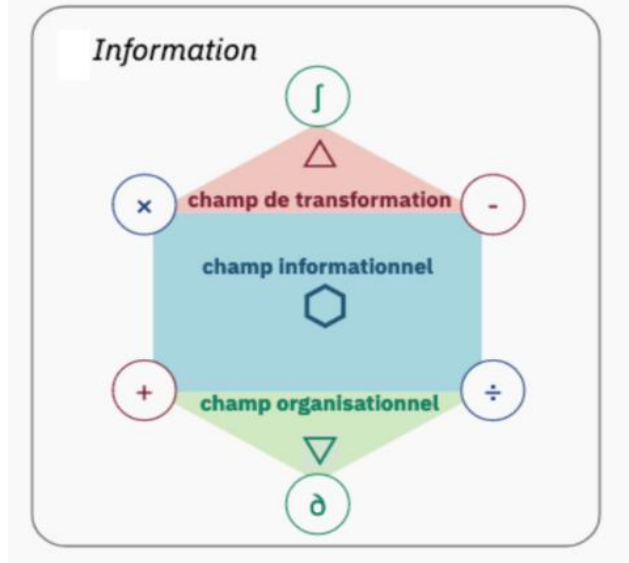 Information
∫
champ de transformation
× -
champ informationnel
+ ÷
champ organisationnel
∂